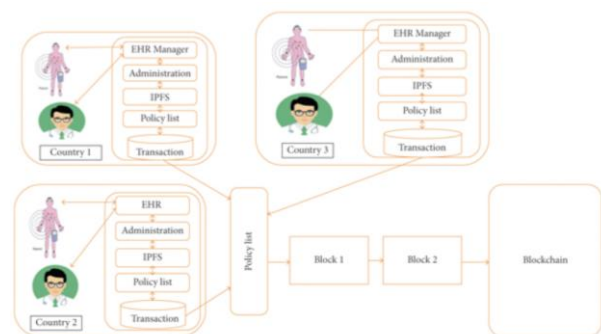 EHR Manager
Administration
IPFS
Policy list
Transaction
Country 1
EHR Manager
Administration
IPFS
Policy list
Transaction
Country 3
EHR
Administration
IPFS
Policy list
Transaction
Country 2
Policy list
Block 1
Block 2
Blockchain